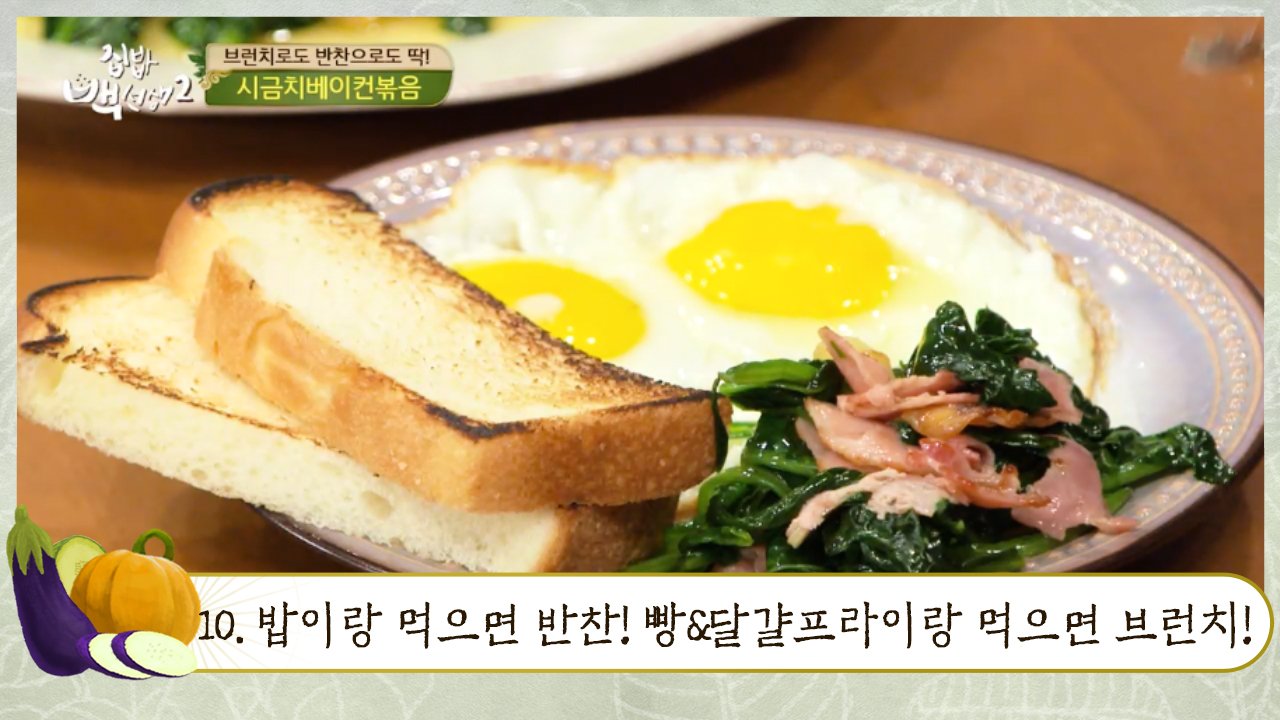 집밥
백선생2
브런치로도 반찬으로도 딱!
시금치베이컨볶음
10. 밥이랑 먹으면 반찬! 빵&달걀프라이랑 먹으면 브런치!